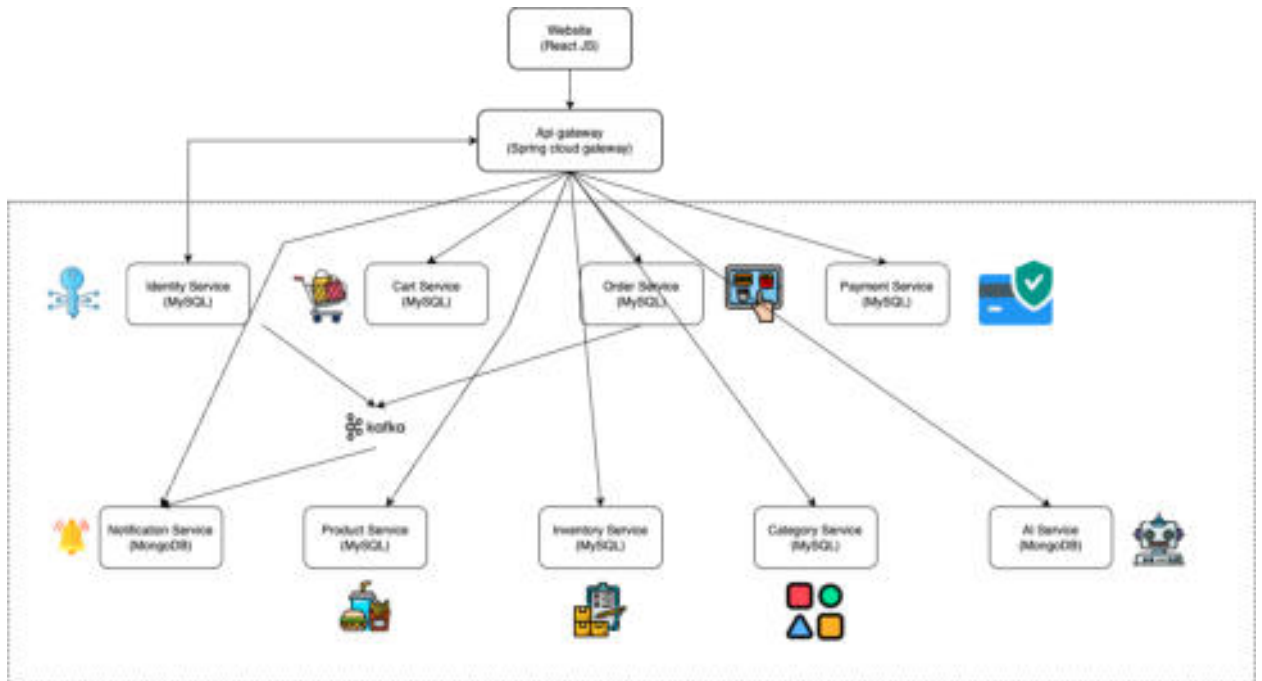 Website
(React JS)
Api gateway
(Spring cloud gateway)
Identity Service
(MySQL)
Cart Service
(MySQL)
Order Service
(MySQL)
Payment Service
(MySQL)
kafka
Notification Service
(MongoDB)
Product Service
(MySQL)
Inventory Service
(MySQL)
Category Service
(MySQL)
AI Service
(MongoDB)